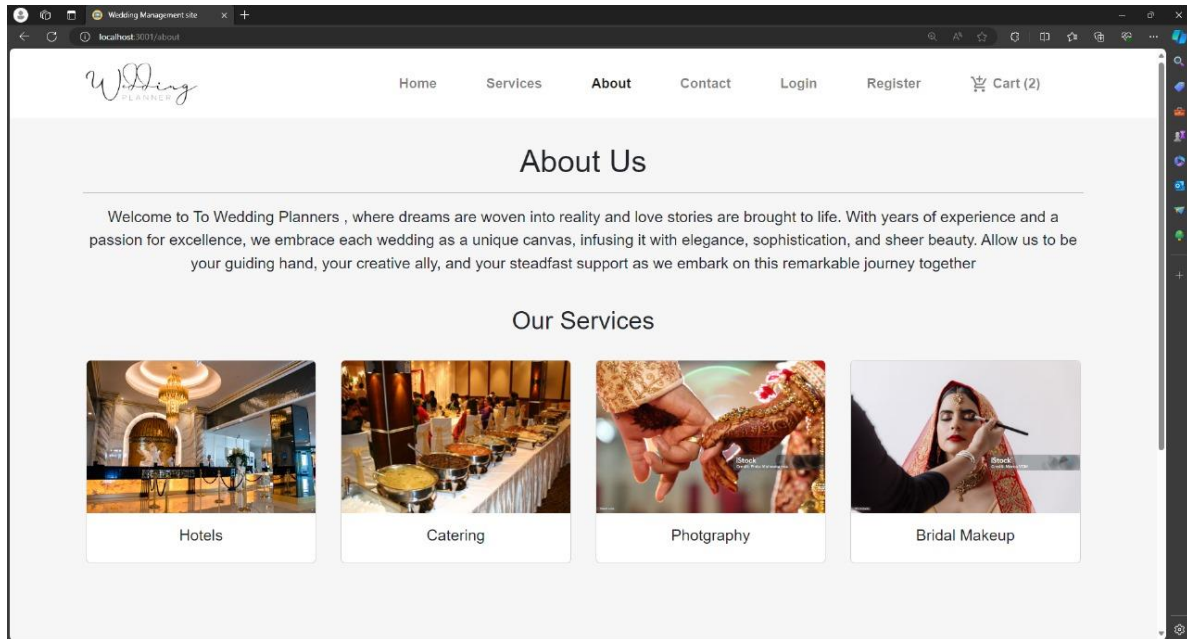 Wedding Management site
localhost:3001/about
Wedding
PLANNER
Home Services About Contact Login Register Cart (2)
About Us
Welcome to To Wedding Planners , where dreams are woven into reality and love stories are brought to life. With years of experience and a
passion for excellence, we embrace each wedding as a unique canvas, infusing it with elegance, sophistication, and sheer beauty. Allow us to be
your guiding hand, your creative ally, and your steadfast support as we embark on this remarkable journey together
Our Services
iStock
iStock
Hotels Catering Photgraphy Bridal Makeup